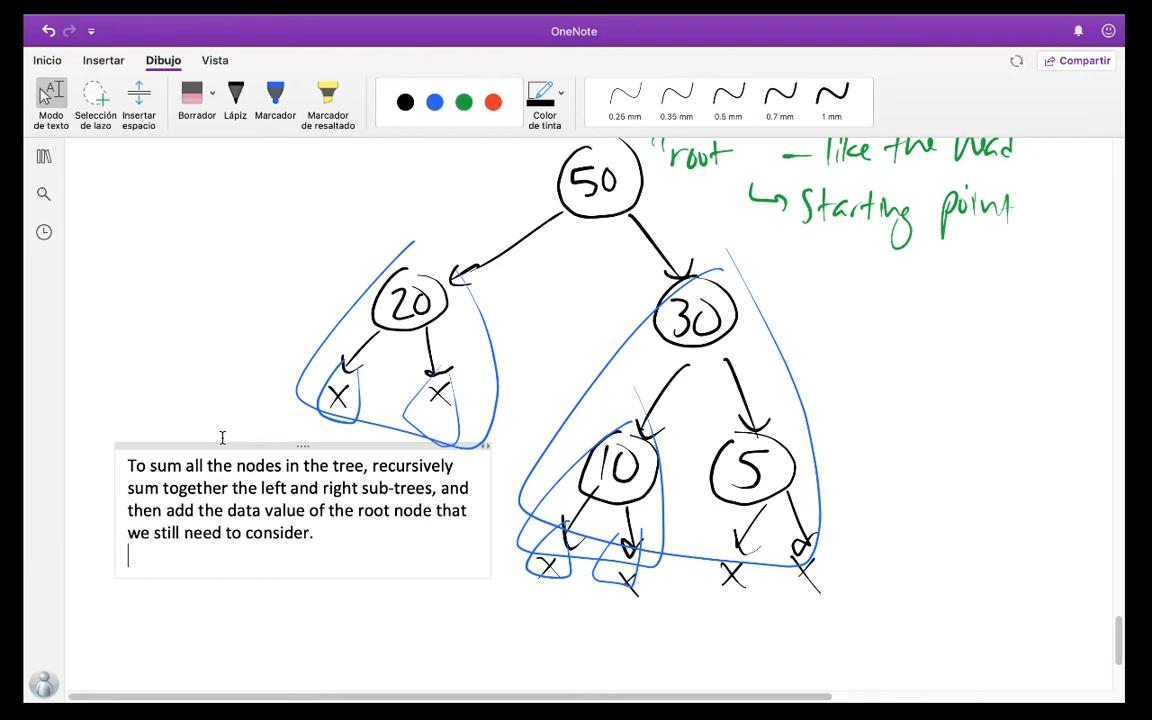 OneNote
Inicio
Insertar
Dibujo
Vista
Compartir
Modo
de texto
Selección
de lazo
Insertar
espacio
Borrador
Lápiz
Marcador
Marcador
de resaltado
Color
de tinta
0.25 mm
0.35 mm
0.5 mm
0.7 mm
1 mm
"root – like the head
↳ Starting point
50
20
30
X
X
10
5
X
X
X
X
To sum all the nodes in the tree, recursively
sum together the left and right sub-trees, and
then add the data value of the root node that
we still need to consider.